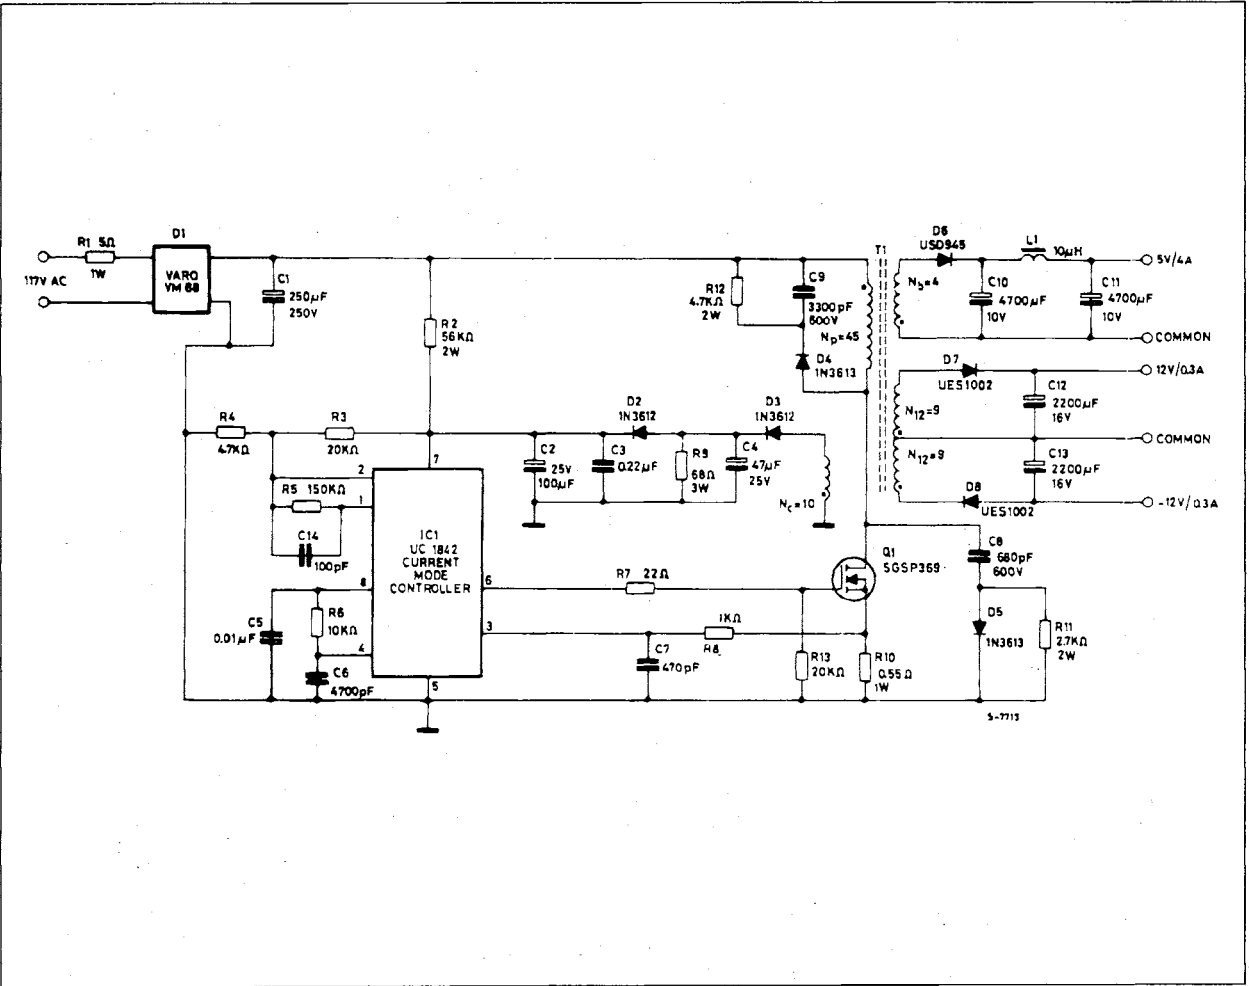 R1 5Ω
1W
117V AC
D1
VARO
VM 68
C1
250µF
250V
R2
56KΩ
2W
R12
4.7KΩ
2W
C9
3300pF
600V
D4
1N3613
Np=45
T1
N5=4
D6
USD945
L1
10µH
C10
4700µF
10V
C11
4700µF
10V
5V/4A
COMMON
D7
UES1002
N12=9
N12=9
C12
2200µF
16V
C13
2200µF
16V
12V/0.3A
COMMON
-12V/0.3A
D8
UES1002
R4
4.7KΩ
R3
20KΩ
D2
1N3612
D3
1N3612
C2
25V
100µF
C3
0.22µF
R9
68Ω
3W
C4
47µF
25V
Nc=10
7
2
R5 150KΩ
1
C14
100pF
IC1
UC 1842
CURRENT
MODE
CONTROLLER
8
6
3
4
5
C5
0.01µF
R6
10KΩ
C6
4700pF
R7 22Ω
1KΩ
R8
C7
470pF
R13
20KΩ
R10
0.55Ω
1W
Q1
SGSP369
C8
680pF
600V
D5
1N3613
R11
2.7KΩ
2W
S-7713